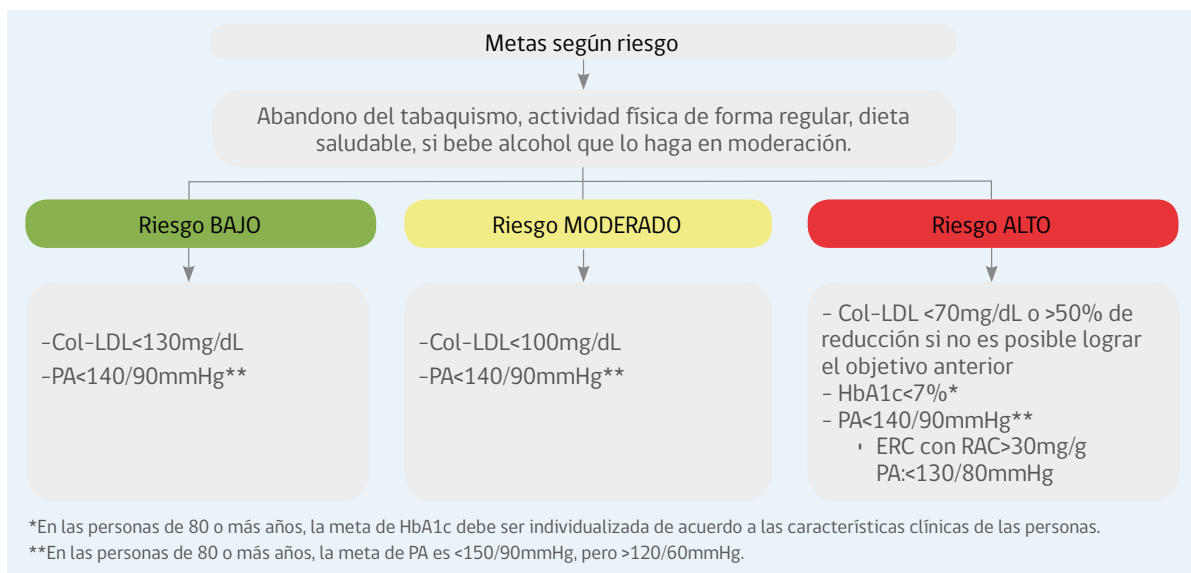 Metas según riesgo
Abandono del tabaquismo, actividad física de forma regular, dieta
saludable, si bebe alcohol que lo haga en moderación.
Riesgo BAJO
-Col-LDL<130mg/dL
-PA<140/90mmHg**
Riesgo MODERADO
-Col-LDL<100mg/dL
-PA<140/90mmHg**
Riesgo ALTO
- Col-LDL <70mg/dL o >50% de
reducción si no es posible lograr
el objetivo anterior
- HbA1c<7%*
- PA<140/90mmHg**
' ERC con RAC>30mg/g
PA:<130/80mmHg
*En las personas de 80 o más años, la meta de HbA1c debe ser individualizada de acuerdo a las características clínicas de las personas.
**En las personas de 80 o más años, la meta de PA es <150/90mmHg, pero >120/60mmHg.